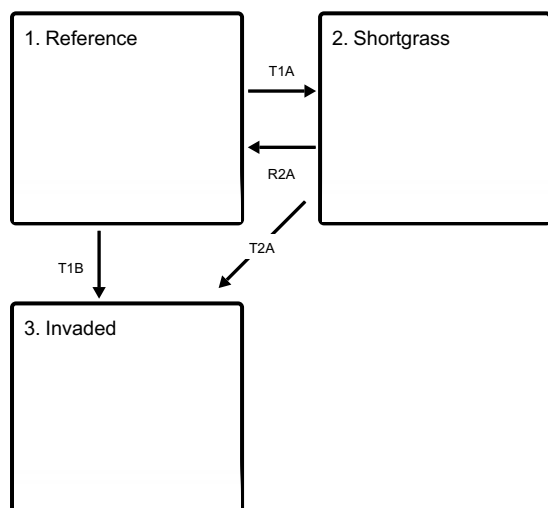 1. Reference
2. Shortgrass
T1A
R2A
T2A
T1B
3. Invaded